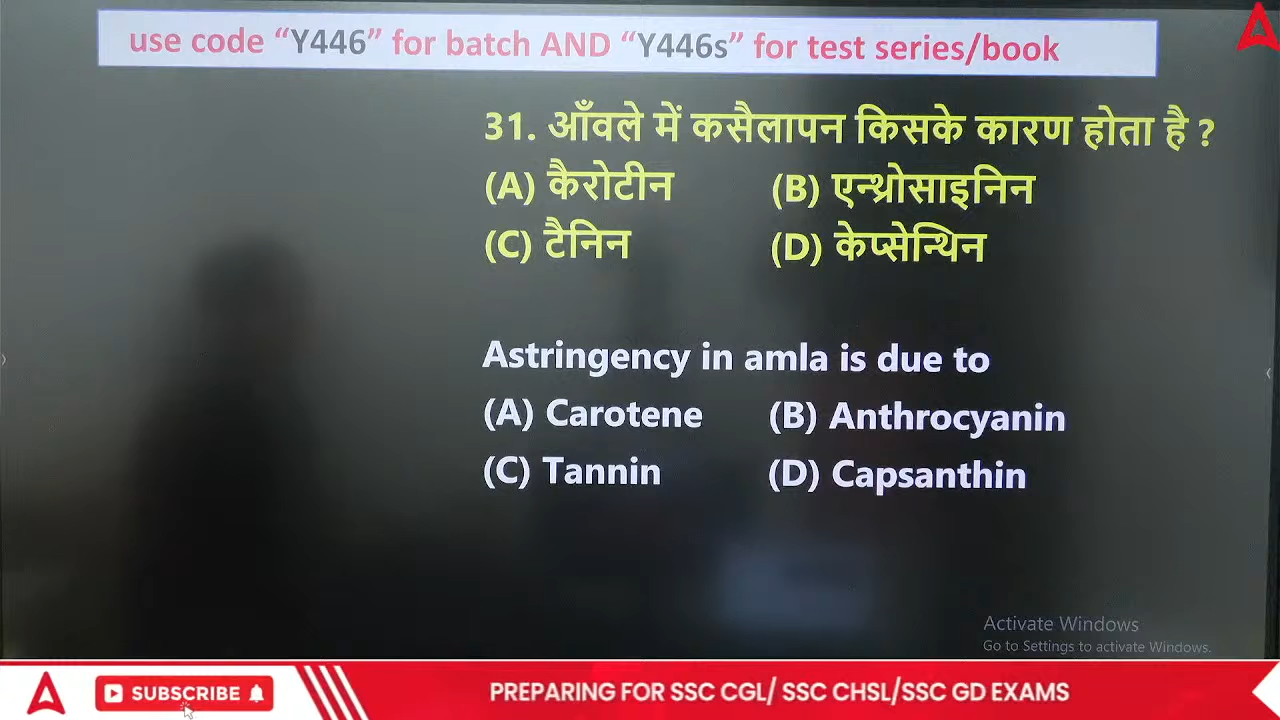 use code “Y446” for batch AND “Y446s” for test series/book
31. आँवले में कसैलापन किसके कारण होता है ?
(A) कैरोटीन (B) एन्थ्रोसाइनिन
(C) टैनिन (D) केप्सेन्थिन
Astringency in amla is due to
(A) Carotene (B) Anthrocyanin
(C) Tannin (D) Capsanthin
Activate Windows
Go to Settings to activate Windows.
SUBSCRIBE
PREPARING FOR SSC CGL/ SSC CHSL/SSC GD EXAMS